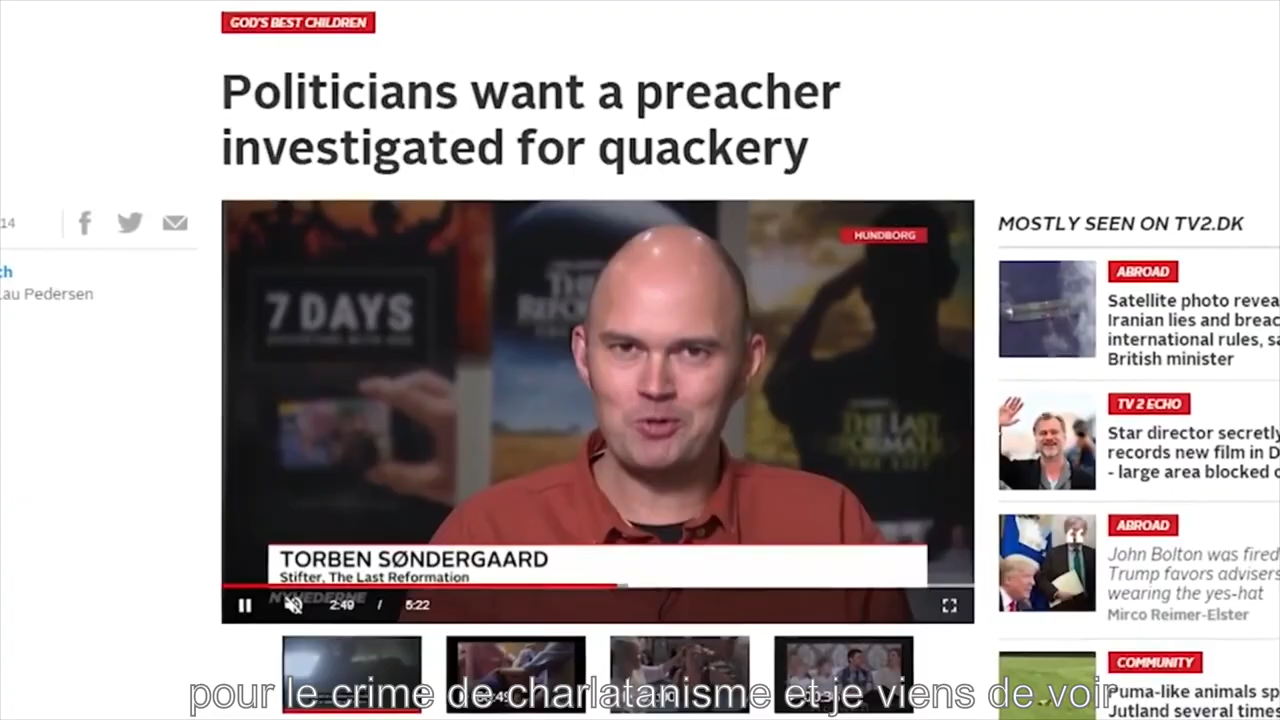 GOD'S BEST CHILDREN
Politicians want a preacher
investigated for quackery
14
Lau Pedersen
7 DAYS
THE LAST
HUNDBORG
TORBEN SØNDERGAARD
Stifter, The Last Reformation
NYHEDERNE
2:49 / 5:22
MOSTLY SEEN ON TV2.DK
ABROAD
Satellite photo revea
Iranian lies and breac
international rules, sa
British minister
TV 2 ECHO
Star director secretly
records new film in D
- large area blocked o
ABROAD
John Bolton was fired
Trump favors advisers
wearing the yes-hat
Mirco Reimer-Elster
COMMUNITY
Puma-like animals sp
Jutland several times
pour le crime de charlatanisme et je viens de voir